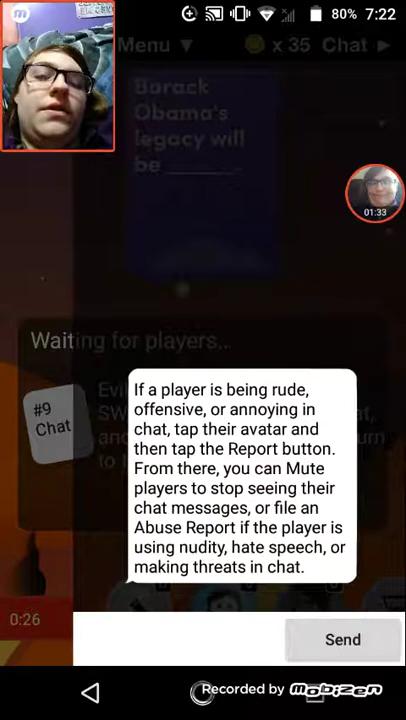 80% 7:22
Menu ▼ x 35 Chat ►
Barack
Obama's
legacy will
be ______.
01:33
Waiting for players...
#9
Chat
If a player is being rude,
offensive, or annoying in
chat, tap their avatar and
then tap the Report button.
From there, you can Mute
players to stop seeing their
chat messages, or file an
Abuse Report if the player is
using nudity, hate speech, or
making threats in chat.
0:26
Send
Recorded by mobizen